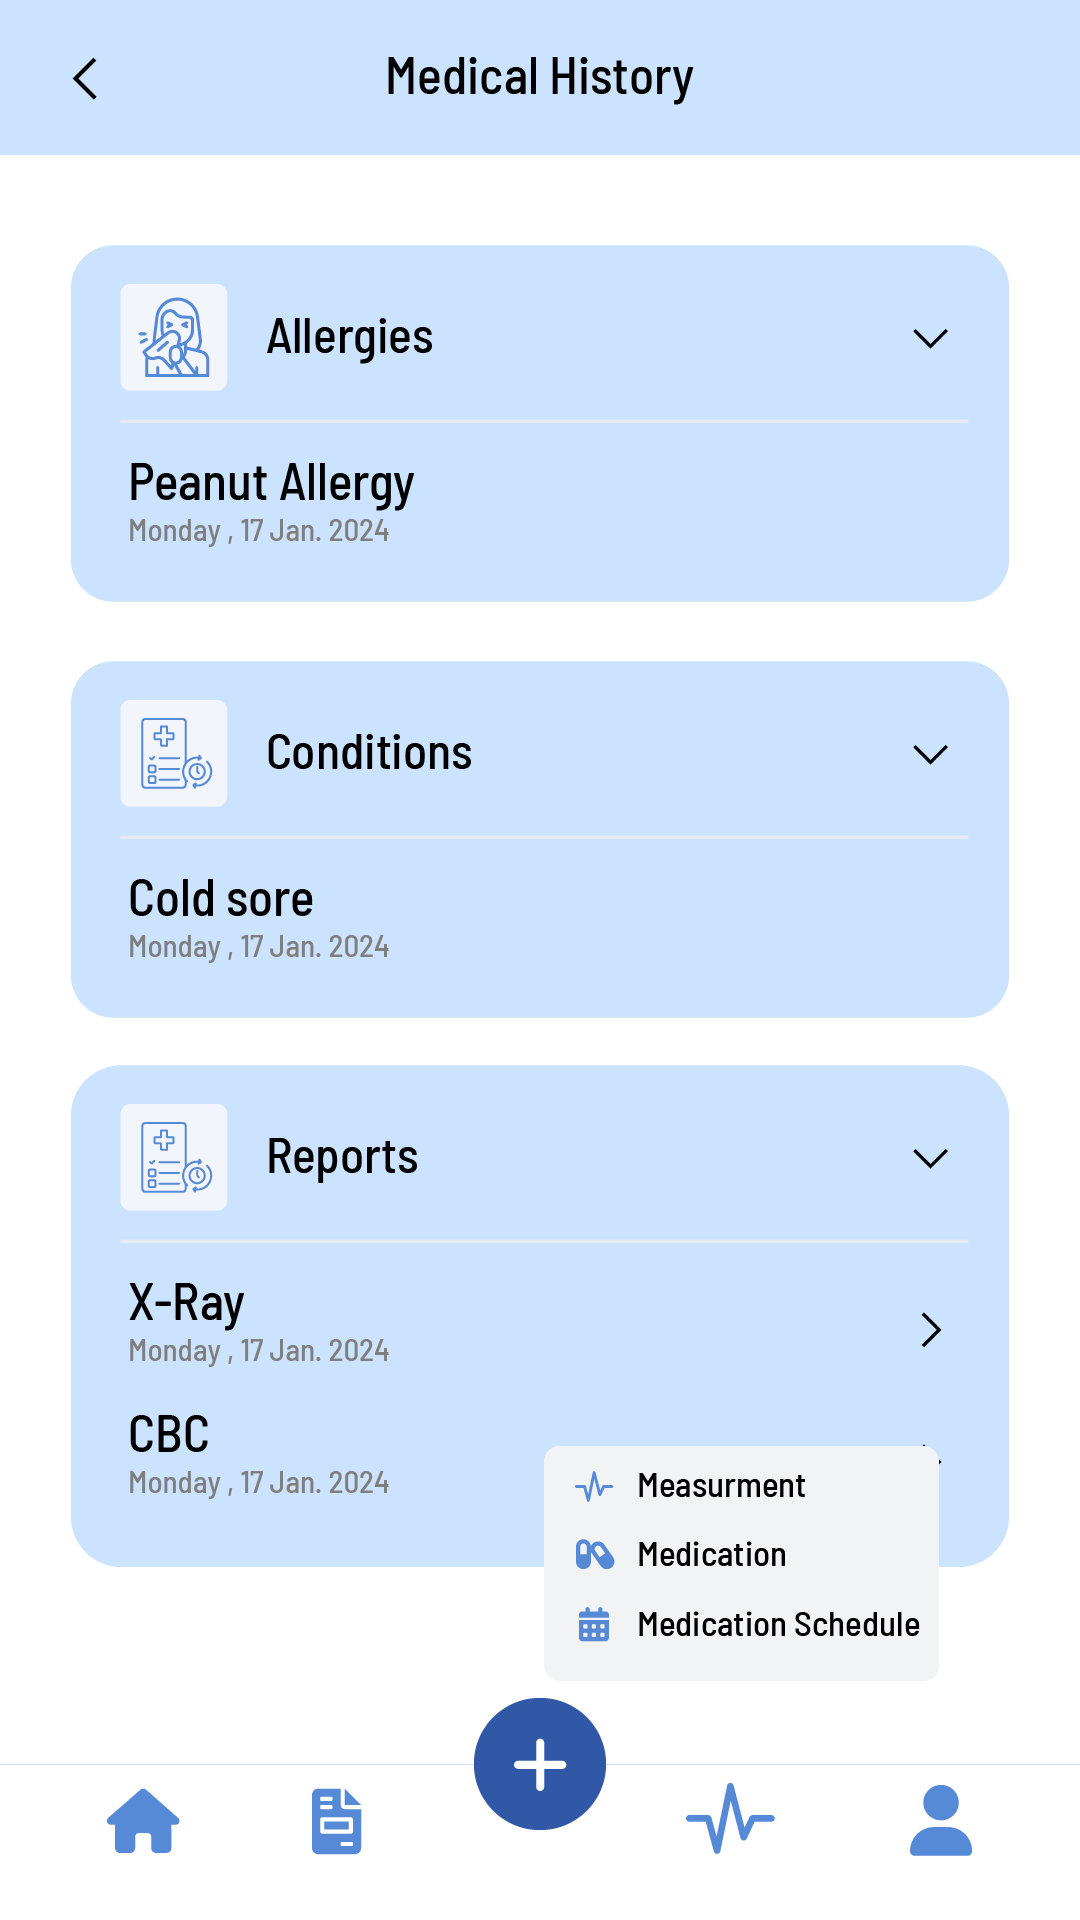 Medical History
Allergies
Peanut Allergy
Monday , 17 Jan. 2024
Conditions
Cold sore
Monday , 17 Jan. 2024
Reports
X-Ray
Monday , 17 Jan. 2024
CBC
Monday , 17 Jan. 2024
Measurment
Medication
Medication Schedule